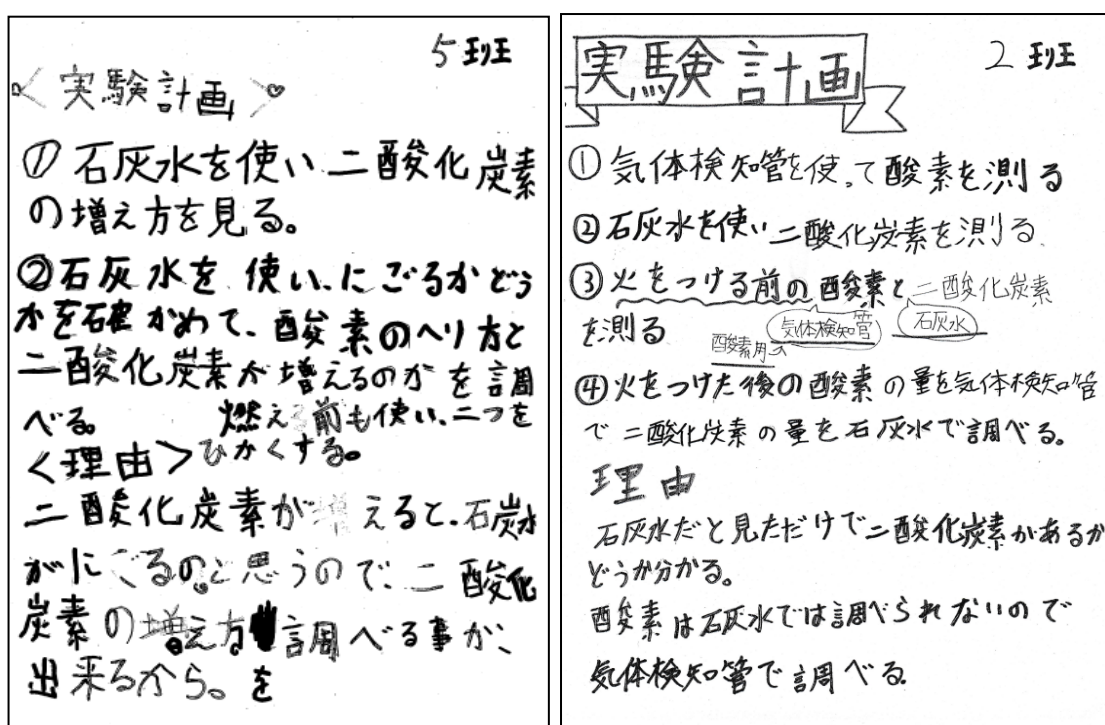 5班
<実験計画>
① 石灰水を使い二酸化炭素
の増え方を見る。
②石灰水を使い、にごるかどう
かを確かめて、酸素のへり方と
二酸化炭素が増えるのかを調
べる。 燃える前も使い、二つを
<理由> ひかくする。
二酸化炭素が増えると、石炭水
がにごるのと思うので、二酸化
炭素の増え方 調べる事が、
出来るから。 を
2班
実験計画
① 気体検知管を使って酸素を測る
②石灰水を使い二酸化炭素を測る
③火をつける前の酸素と二酸化炭素
を測る 酸素用の 気体検知管 石灰水
④火をつけた後の酸素の量を気体検知管
で二酸化炭素の量を石灰水で調べる。
理由
石灰水だと見ただけで二酸化炭素があるか
どうか分かる。
酸素は石灰水では調べられないので
気体検知管で調べる。